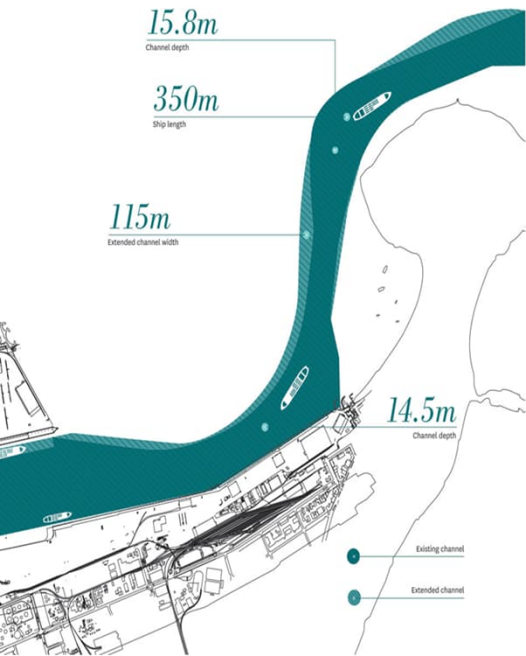 15.8m
Channel depth
350m
Ship length
115m
Extended channel width
14.5m
Channel depth
Existing channel
Extended channel